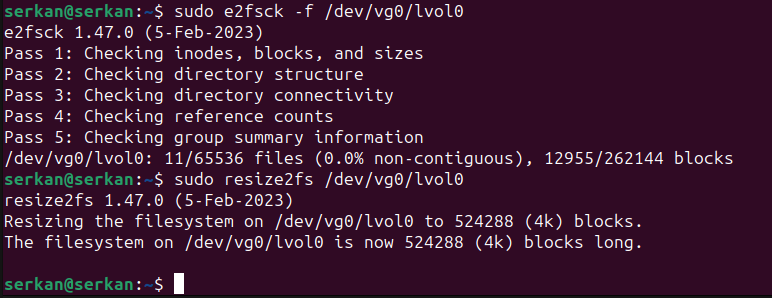 serkan@serkan:~$ sudo e2fsck -f /dev/vg0/lvol0
e2fsck 1.47.0 (5-Feb-2023)
Pass 1: Checking inodes, blocks, and sizes
Pass 2: Checking directory structure
Pass 3: Checking directory connectivity
Pass 4: Checking reference counts
Pass 5: Checking group summary information
/dev/vg0/lvol0: 11/65536 files (0.0% non-contiguous), 12955/262144 blocks
serkan@serkan:~$ sudo resize2fs /dev/vg0/lvol0
resize2fs 1.47.0 (5-Feb-2023)
Resizing the filesystem on /dev/vg0/lvol0 to 524288 (4k) blocks.
The filesystem on /dev/vg0/lvol0 is now 524288 (4k) blocks long.
serkan@serkan:~$